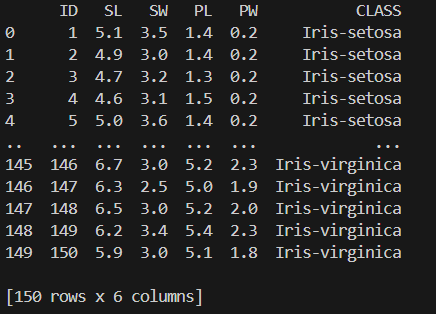 ID SL SW PL PW CLASS
0 1 5.1 3.5 1.4 0.2 Iris-setosa
1 2 4.9 3.0 1.4 0.2 Iris-setosa
2 3 4.7 3.2 1.3 0.2 Iris-setosa
3 4 4.6 3.1 1.5 0.2 Iris-setosa
4 5 5.0 3.6 1.4 0.2 Iris-setosa
.. ... ... ... ... ... ...
145 146 6.7 3.0 5.2 2.3 Iris-virginica
146 147 6.3 2.5 5.0 1.9 Iris-virginica
147 148 6.5 3.0 5.2 2.0 Iris-virginica
148 149 6.2 3.4 5.4 2.3 Iris-virginica
149 150 5.9 3.0 5.1 1.8 Iris-virginica
[150 rows x 6 columns]